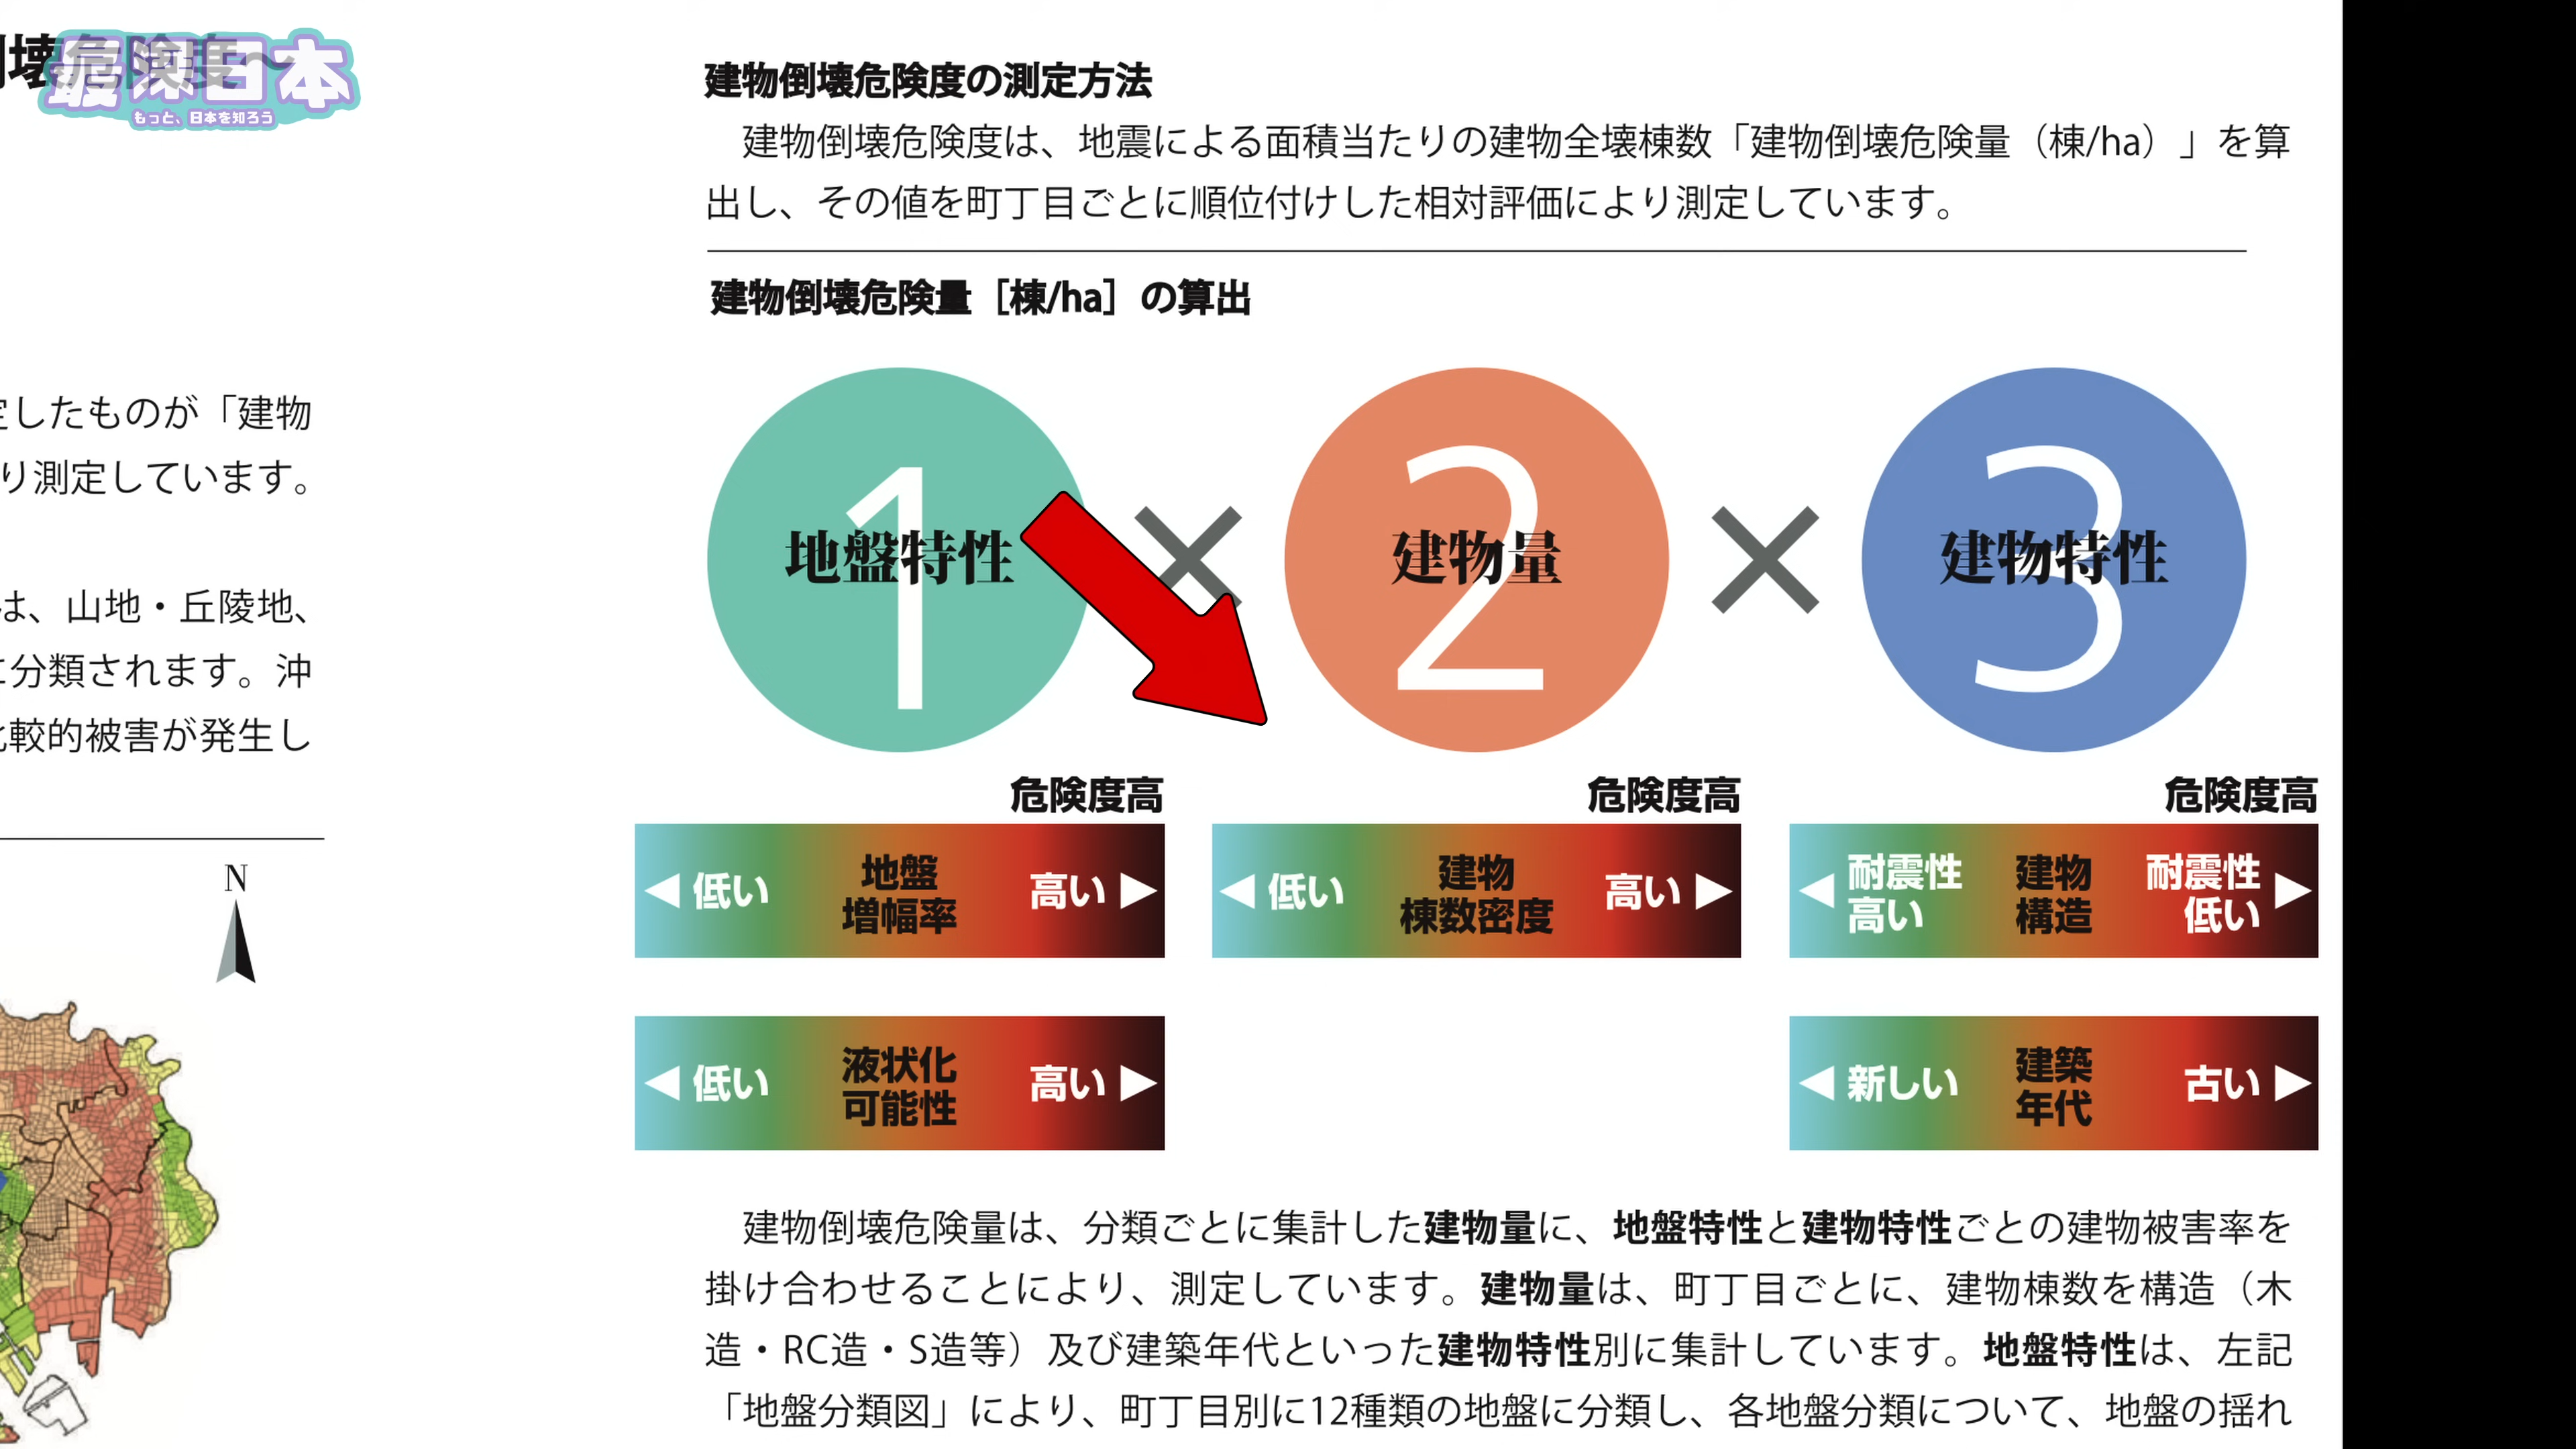 壊危険度～
最深日本
もっと、日本を知ろう
定したものが「建物
り測定しています。
は、山地・丘陵地、
に分類されます。沖
比較的被害が発生し
N
建物倒壊危険度の測定方法
建物倒壊危険度は、地震による面積当たりの建物全壊棟数「建物倒壊危険量（棟/ha）」を算
出し、その値を町丁目ごとに順位付けした相対評価により測定しています。
建物倒壊危険量［棟/ha］の算出
1 地盤特性 × 2 建物量 × 3 建物特性
危険度高 危険度高 危険度高
◀低い 地盤増幅率 高い▶
◀低い 建物棟数密度 高い▶
◀耐震性高い 建物構造 耐震性低い▶
◀低い 液状化可能性 高い▶
◀新しい 建築年代 古い▶
建物倒壊危険量は、分類ごとに集計した建物量に、地盤特性と建物特性ごとの建物被害率を
掛け合わせることにより、測定しています。建物量は、町丁目ごとに、建物棟数を構造（木
造・RC造・S造等）及び建築年代といった建物特性別に集計しています。地盤特性は、左記
「地盤分類図」により、町丁目別に12種類の地盤に分類し、各地盤分類について、地盤の揺れ